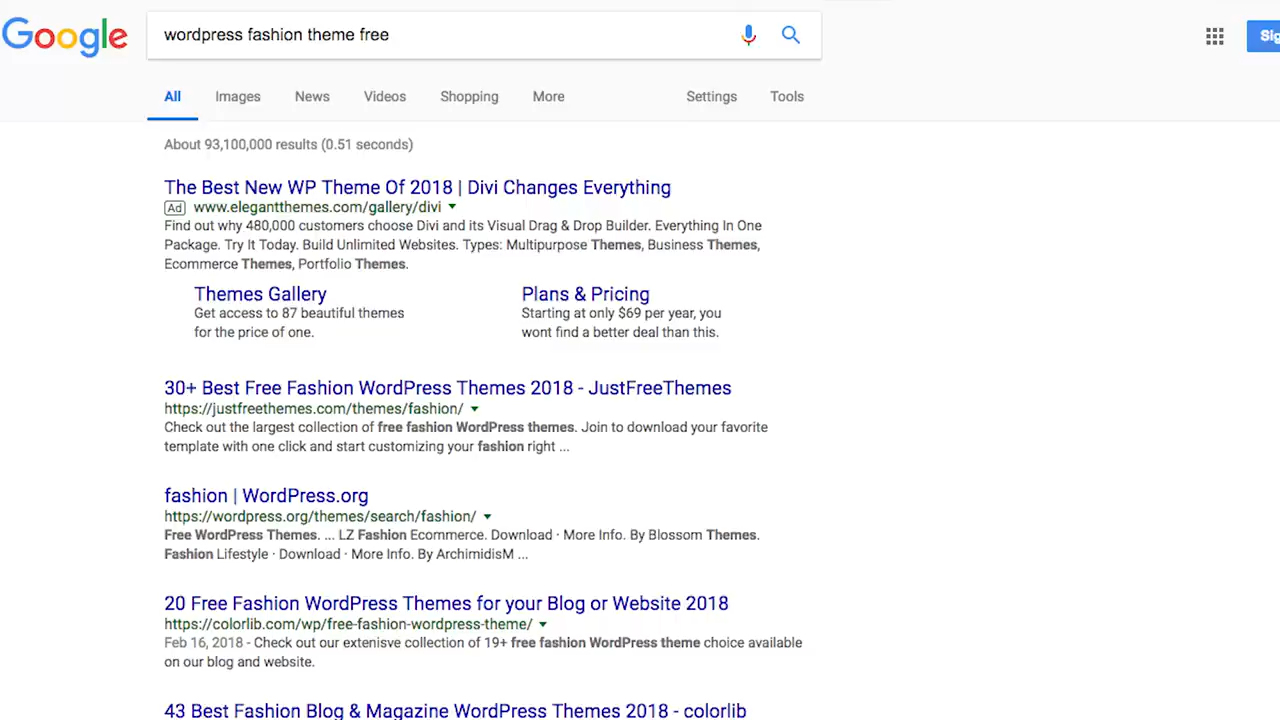 Google
wordpress fashion theme free
Sig
All Images News Videos Shopping More Settings Tools
About 93,100,000 results (0.51 seconds)
The Best New WP Theme Of 2018 | Divi Changes Everything
Ad www.elegantthemes.com/gallery/divi
Find out why 480,000 customers choose Divi and its Visual Drag & Drop Builder. Everything In One
Package. Try It Today. Build Unlimited Websites. Types: Multipurpose Themes, Business Themes,
Ecommerce Themes, Portfolio Themes.
Themes Gallery
Get access to 87 beautiful themes
for the price of one.
Plans & Pricing
Starting at only $69 per year, you
wont find a better deal than this.
30+ Best Free Fashion WordPress Themes 2018 - JustFreeThemes
https://justfreethemes.com/themes/fashion/
Check out the largest collection of free fashion WordPress themes. Join to download your favorite
template with one click and start customizing your fashion right ...
fashion | WordPress.org
https://wordpress.org/themes/search/fashion/
Free WordPress Themes. ... LZ Fashion Ecommerce. Download · More Info. By Blossom Themes.
Fashion Lifestyle · Download · More Info. By ArchimidisM ...
20 Free Fashion WordPress Themes for your Blog or Website 2018
https://colorlib.com/wp/free-fashion-wordpress-theme/
Feb 16, 2018 - Check out our extenisve collection of 19+ free fashion WordPress theme choice available
on our blog and website.
43 Best Fashion Blog & Magazine WordPress Themes 2018 - colorlib